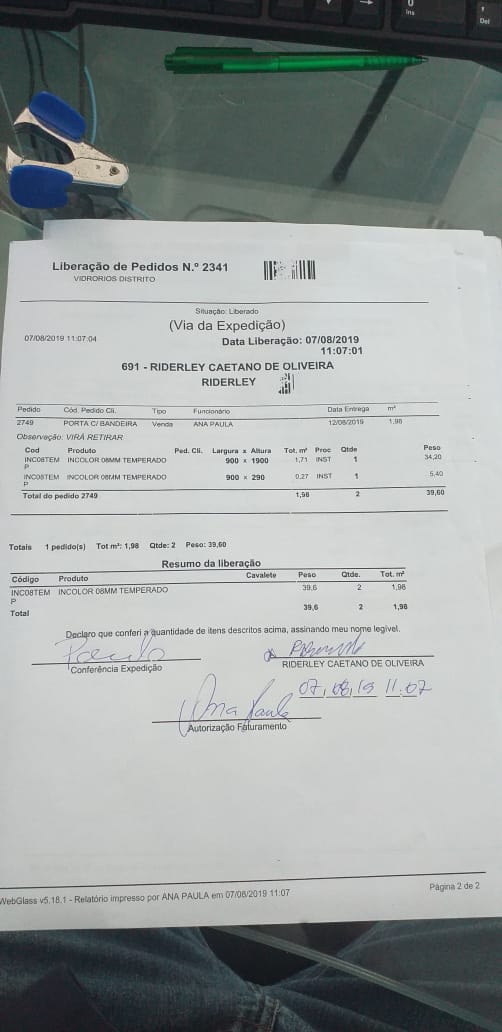 Ins
Del
Liberação de Pedidos N.º 2341
VIDRORIOS DISTRITO
Situação: Liberado
(Via da Expedição)
07/08/2019 11:07:04
Data Liberação: 07/08/2019
11:07:01
691 - RIDERLEY CAETANO DE OLIVEIRA
RIDERLEY
Pedido Cód. Pedido Cli. Tipo Funcionário Data Entrega m²
2749 PORTA C/ BANDEIRA Venda ANA PAULA 12/08/2019 1,98
Observação: VIRÁ RETIRAR
Cod Produto Ped. Cli. Largura x Altura Tot. m² Proc Qtde Peso
INC08TEM INCOLOR 08MM TEMPERADO 900 x 1900 1,71 INST 1 34,20
P
INC08TEM INCOLOR 08MM TEMPERADO 900 x 290 0,27 INST 1 5,40
P
Total do pedido 2749 1,98 2 39,60
Totais 1 pedido(s) Tot m²: 1,98 Qtde: 2 Peso: 39,60
Resumo da liberação
Código Produto Cavalete Peso Qtde. Tot. m²
INC08TEM INCOLOR 08MM TEMPERADO 39,6 2 1,98
P
Total 39,6 2 1,98
Declaro que conferi a quantidade de itens descritos acima, assinando meu nome legível.
Conferência Expedição
RIDERLEY CAETANO DE OLIVEIRA
07,08,19 11:07
Ana Paula
Autorização Faturamento
WebGlass v5.18.1 - Relatório impresso por ANA PAULA em 07/08/2019 11:07
Página 2 de 2